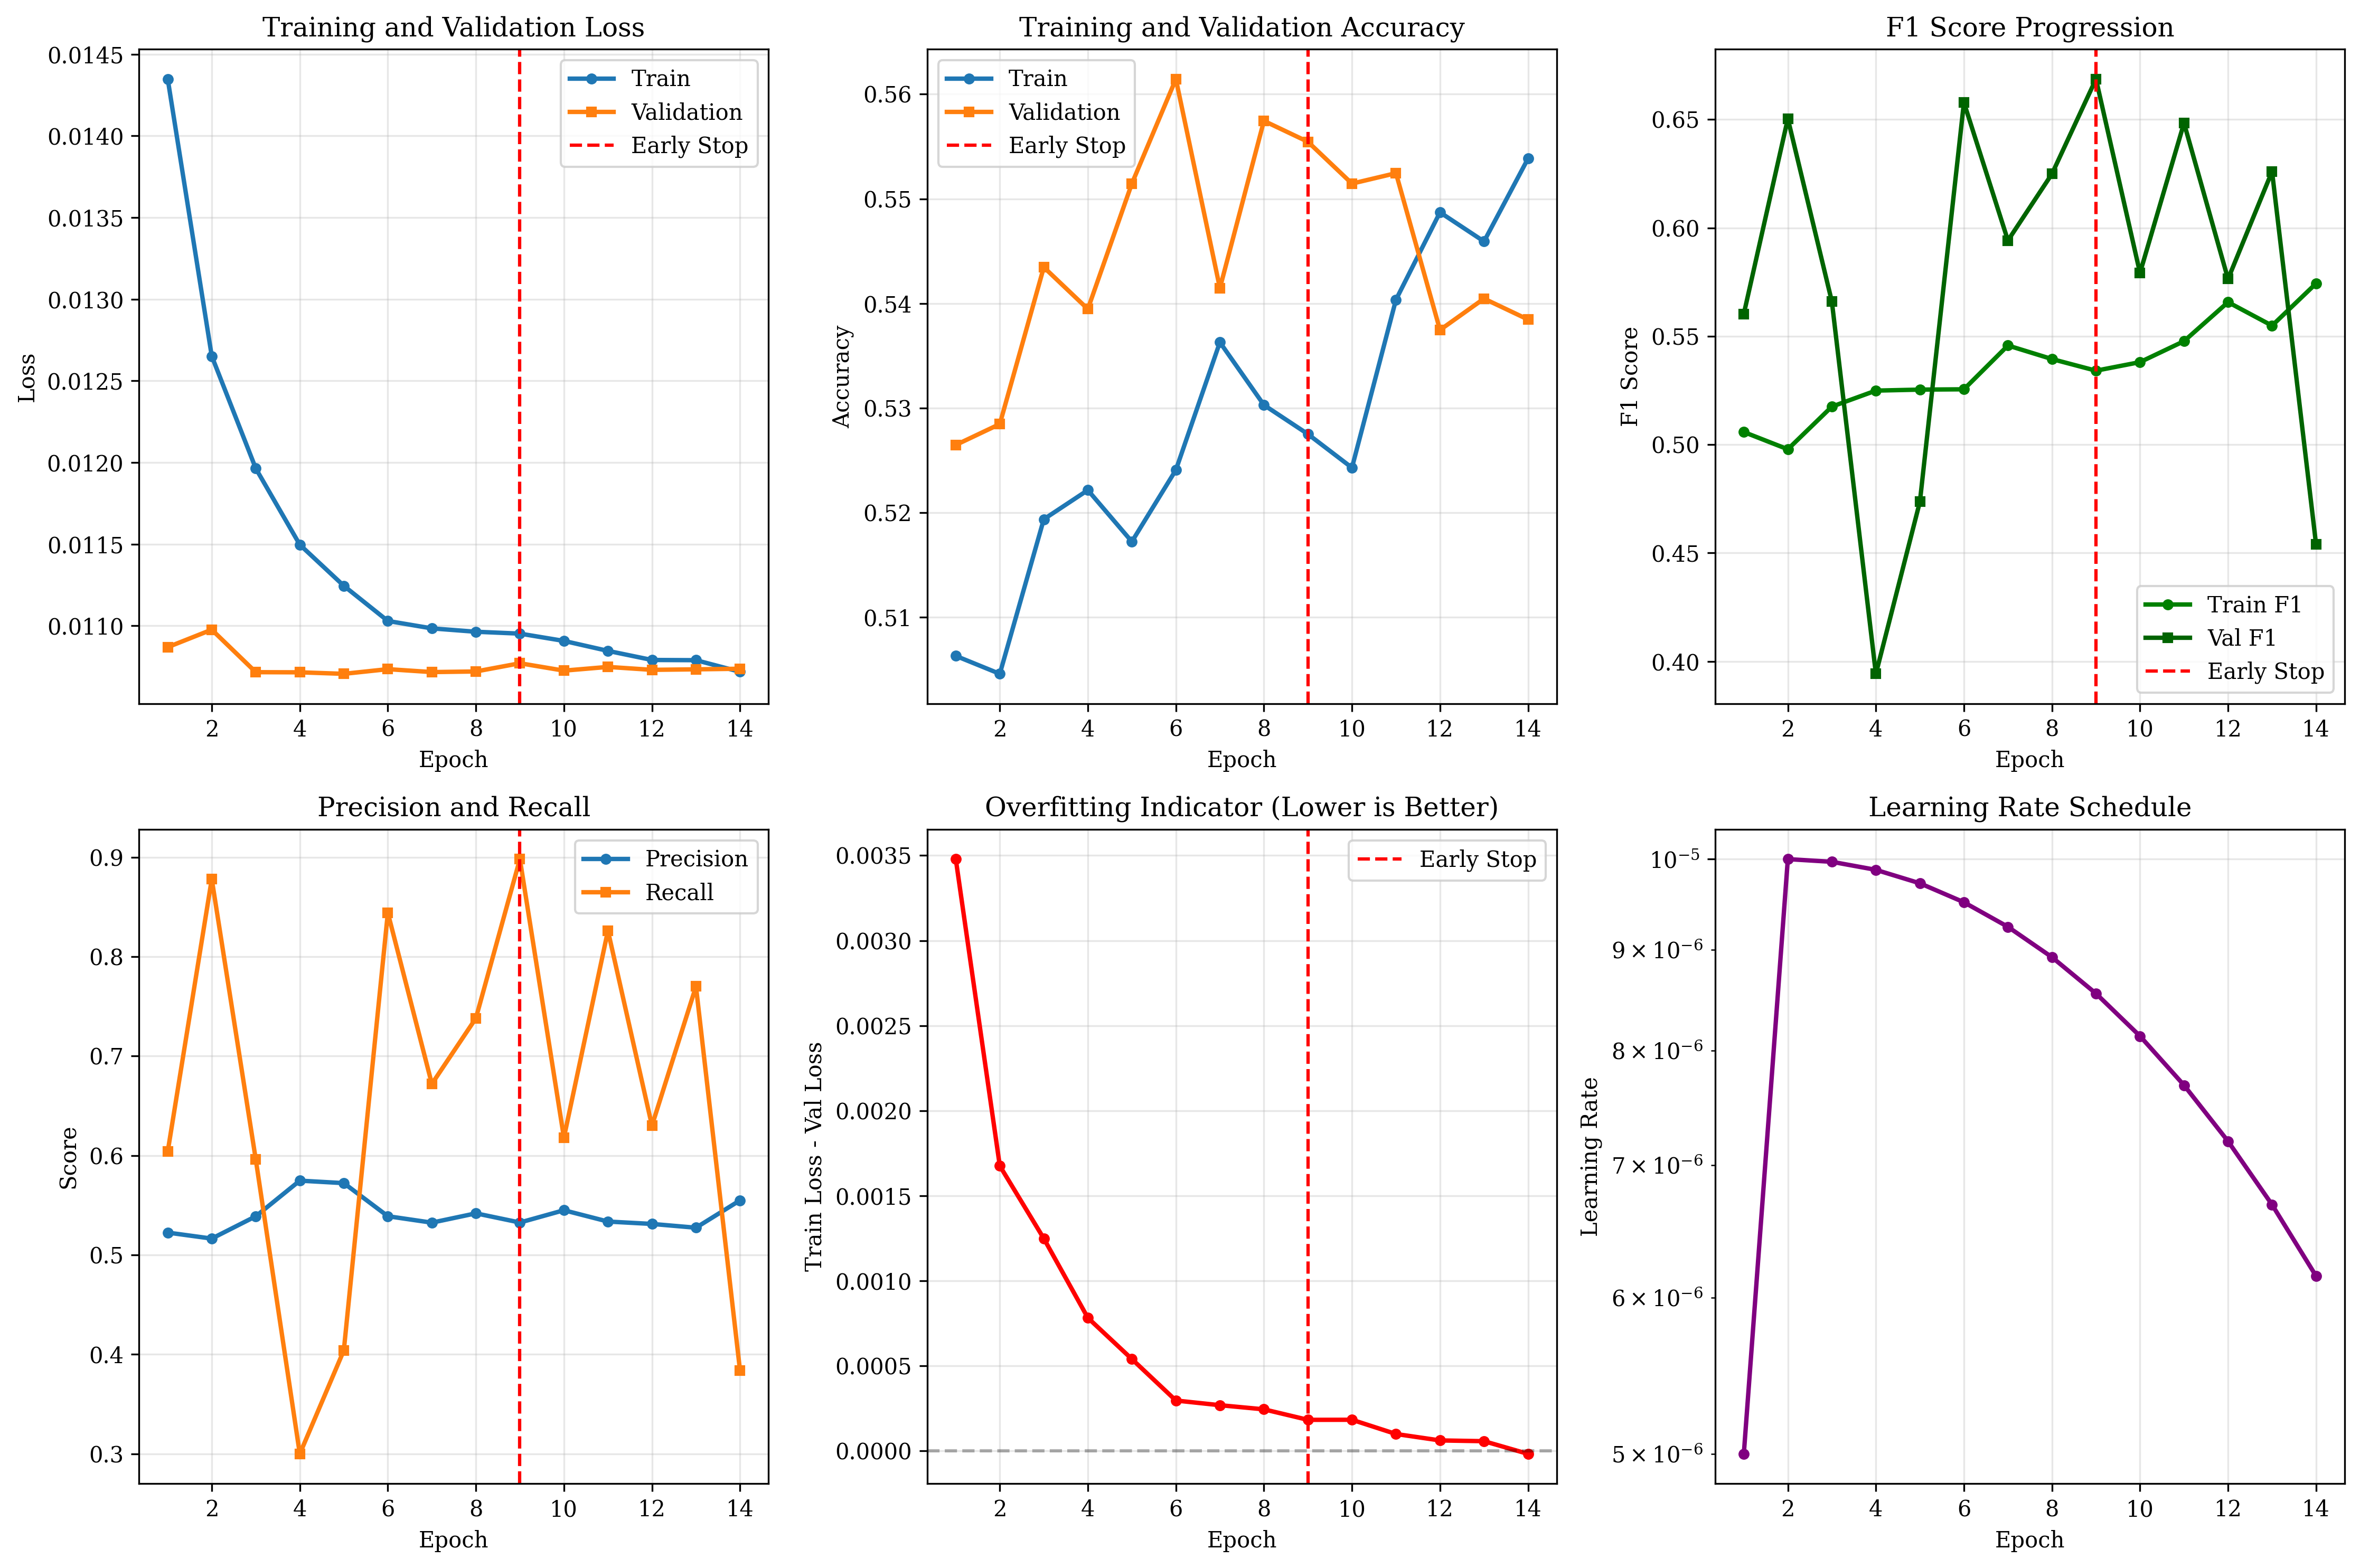 Training and Validation Loss
Loss
0.0145
0.0140
0.0135
0.0130
0.0125
0.0120
0.0115
0.0110
Train
Validation
Early Stop
2 4 6 8 10 12 14
Epoch
Training and Validation Accuracy
Accuracy
0.56
0.55
0.54
0.53
0.52
0.51
Train
Validation
Early Stop
2 4 6 8 10 12 14
Epoch
F1 Score Progression
F1 Score
0.65
0.60
0.55
0.50
0.45
0.40
Train F1
Val F1
Early Stop
2 4 6 8 10 12 14
Epoch
Precision and Recall
Score
0.9
0.8
0.7
0.6
0.5
0.4
0.3
Precision
Recall
2 4 6 8 10 12 14
Epoch
Overfitting Indicator (Lower is Better)
Train Loss - Val Loss
0.0035
0.0030
0.0025
0.0020
0.0015
0.0010
0.0005
0.0000
Early Stop
2 4 6 8 10 12 14
Epoch
Learning Rate Schedule
Learning Rate
10⁻⁵
9 × 10⁻⁶
8 × 10⁻⁶
7 × 10⁻⁶
6 × 10⁻⁶
5 × 10⁻⁶
2 4 6 8 10 12 14
Epoch